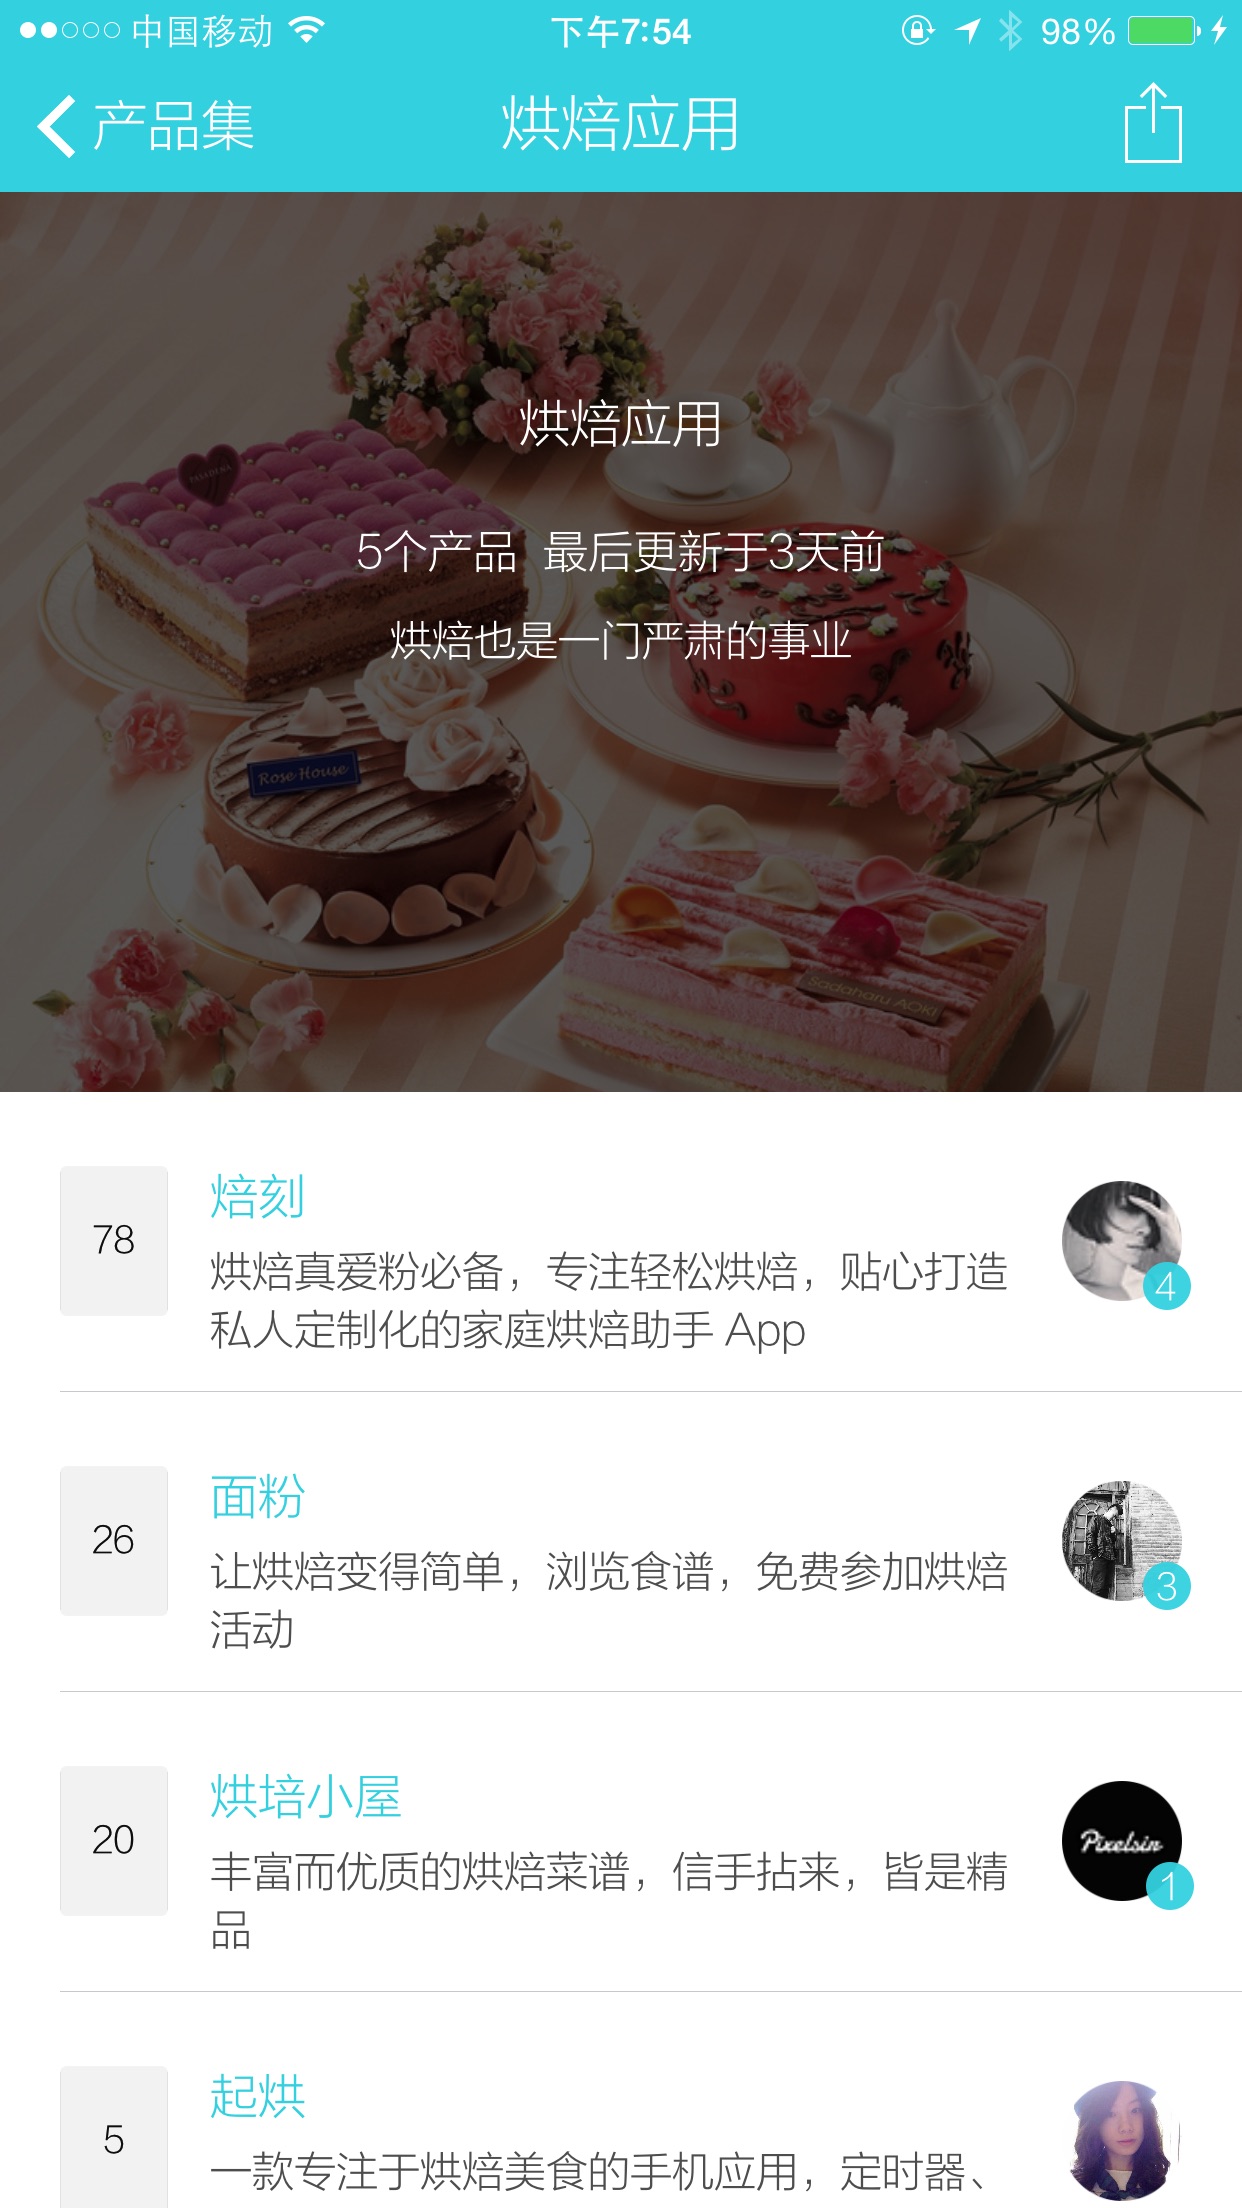 中国移动 下午7:54 98%
产品集 烘焙应用
烘焙应用
PASADENA
5个产品 最后更新于3天前
烘焙也是一门严肃的事业
Rose House
Sadaharu AOKI
78
焙刻
烘焙真爱粉必备，专注轻松烘焙，贴心打造
私人定制化的家庭烘焙助手 App
4
26
面粉
让烘焙变得简单，浏览食谱，免费参加烘焙
活动
3
20
烘培小屋
丰富而优质的烘焙菜谱，信手拈来，皆是精
品
Pixelsir
1
5
起烘
一款专注于烘焙美食的手机应用，定时器、